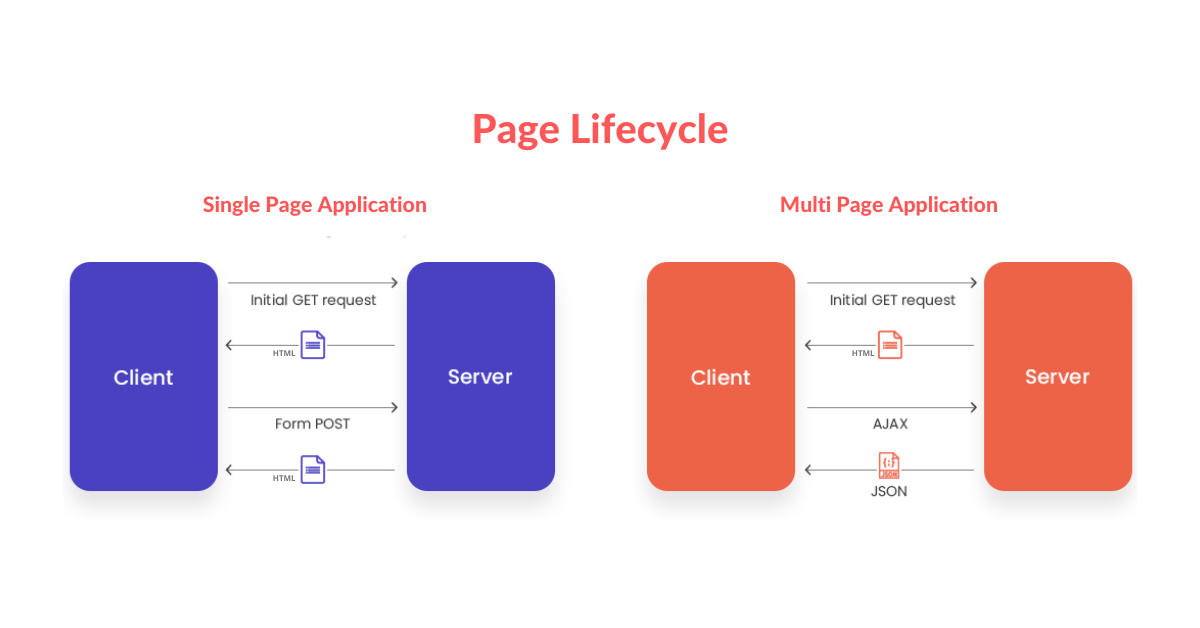 Page Lifecycle
Single Page Application
Client
Initial GET request
HTML
Form POST
HTML
Server
Multi Page Application
Client
Initial GET request
HTML
AJAX
JSON
JSON
Server